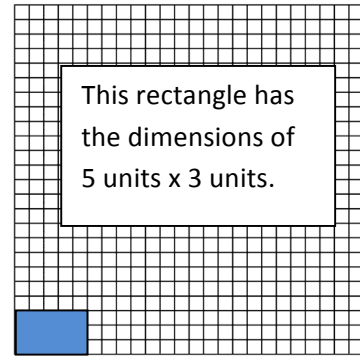 This rectangle has
the dimensions of
5 units x 3 units.